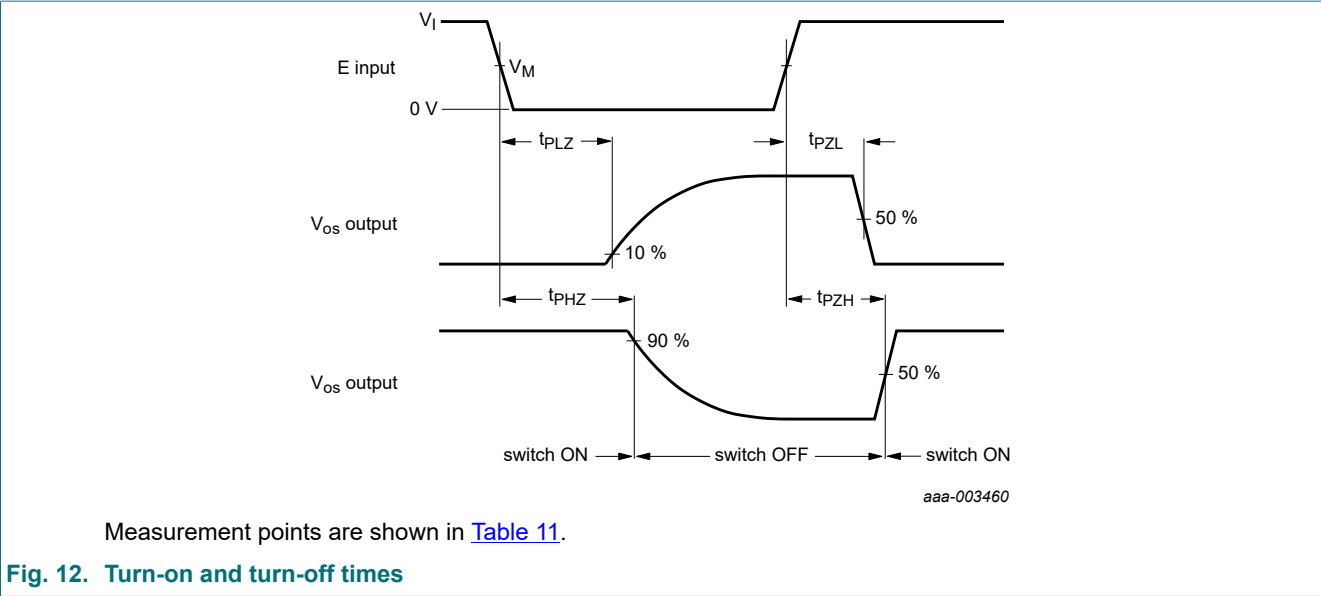 V_I
E input
V_M
0 V
t_PLZ
t_PZL
V_os output
50 %
10 %
t_PHZ
t_PZH
90 %
V_os output
50 %
switch ON
switch OFF
switch ON
aaa-003460
Measurement points are shown in Table 11.
Fig. 12. Turn-on and turn-off times